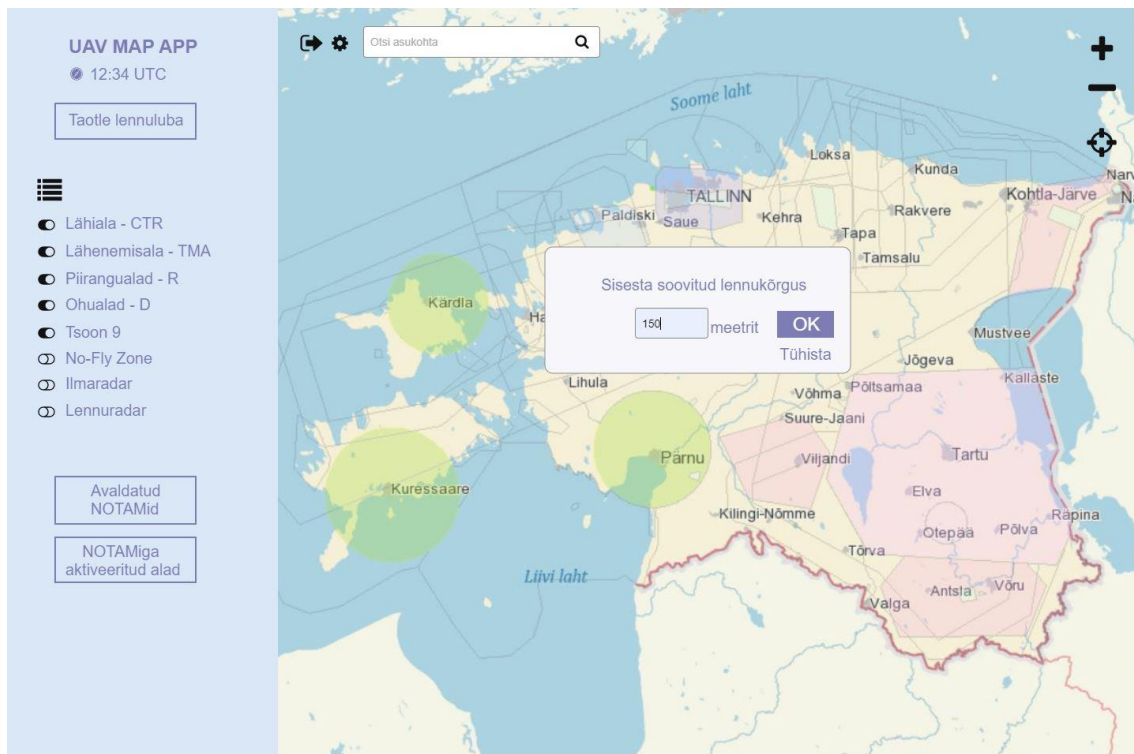 UAV MAP APP
12:34 UTC
Taotle lennuluba
Lähiala - CTR
Lähenemisala - TMA
Piirangualad - R
Ohualad - D
Tsoon 9
No-Fly Zone
Ilmaradar
Lennuradar
Avaldatud
NOTAMid
NOTAMiga
aktiveeritud alad
Otsi asukohta
Soome laht
Loksa
Kunda
Narv
TALLINN
Kohtla-Järve
Na
Paldiski
Saue
Kehra
Rakvere
Tapa
Tamsalu
Sisesta soovitud lennukõrgus
150
meetrit
OK
Tühista
Kärdla
Ha
Mustvee
Jõgeva
Lihula
Kallaste
Võhma
Põltsamaa
Suure-Jaani
Pärnu
Viljandi
Tartu
Kuressaare
Elva
Kilingi-Nõmme
Räpina
Otepää
Põlva
Tõrva
Liivi laht
Antsla
Võru
Valga